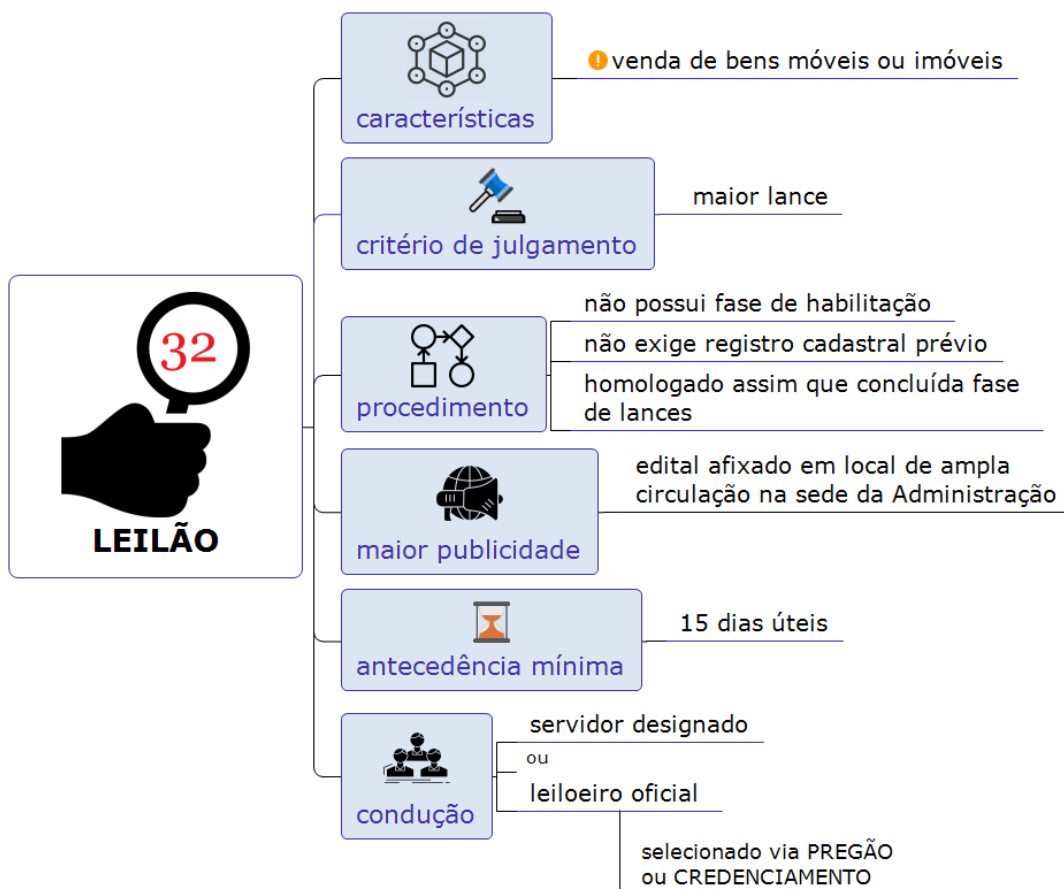 características
venda de bens móveis ou imóveis
critério de julgamento
maior lance
32
LEILÃO
procedimento
não possui fase de habilitação
não exige registro cadastral prévio
homologado assim que concluída fase
de lances
maior publicidade
edital afixado em local de ampla
circulação na sede da Administração
antecedência mínima
15 dias úteis
condução
servidor designado
ou
leiloeiro oficial
selecionado via PREGÃO
ou CREDENCIAMENTO